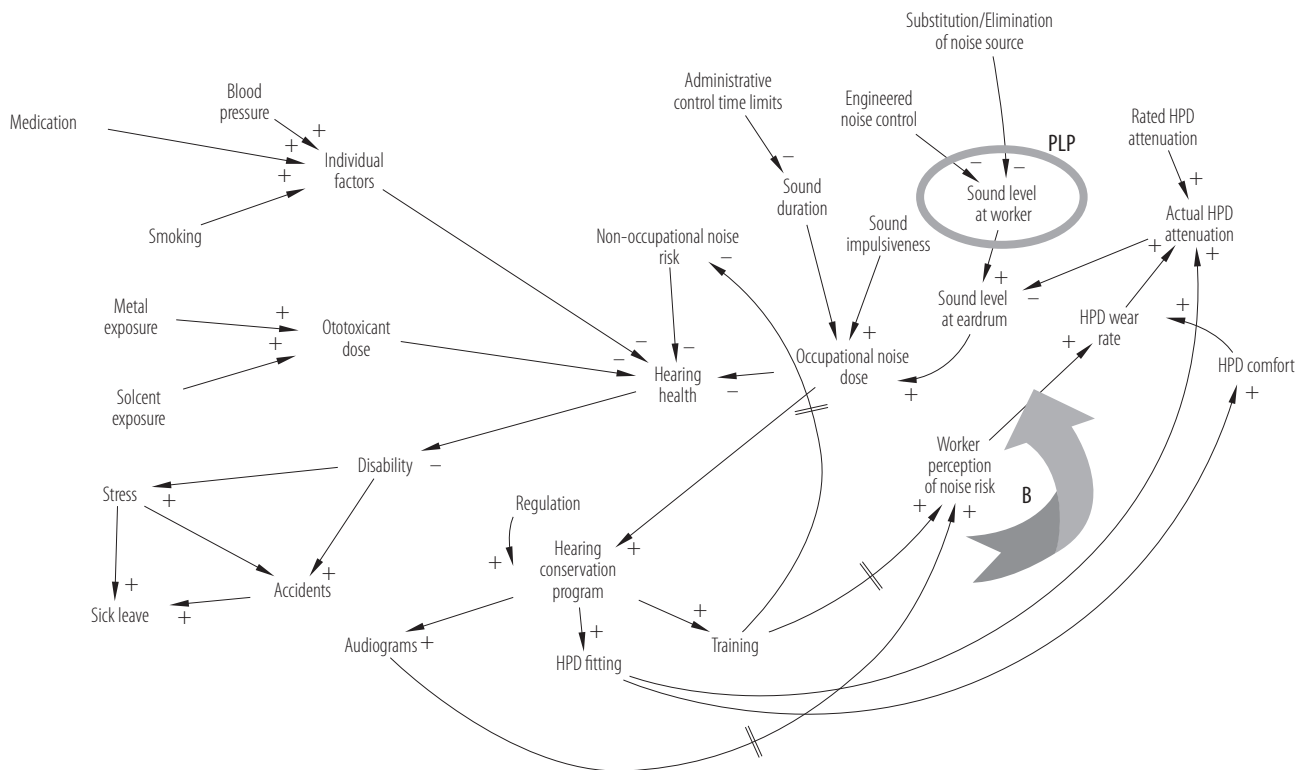 Substitution/Elimination
of noise source
Administrative
control time limits
Engineered
noise control
Blood
pressure
Medication
Rated HPD
attenuation
PLP
+
+
+
−
−
−
+
Individual
factors
Sound
duration
Sound level
at worker
Actual HPD
attenuation
Smoking
Non-occupational noise
risk
−
Sound
impulsiveness
+
+
Metal
exposure
+
+
Ototoxicant
dose
+
−
Sound level
at eardrum
HPD wear
rate
+
+
−
−
−
−
Hearing
health
+
Occupational noise
dose
+
HPD comfort
+
Solcent
exposure
Disability −
Worker
perception
of noise risk
+
+
B
Stress
+
Regulation
+
Hearing
conservation
program
+
+
Accidents
+
+
Sick leave
+
Audiograms +
+
HPD fitting
+
Training